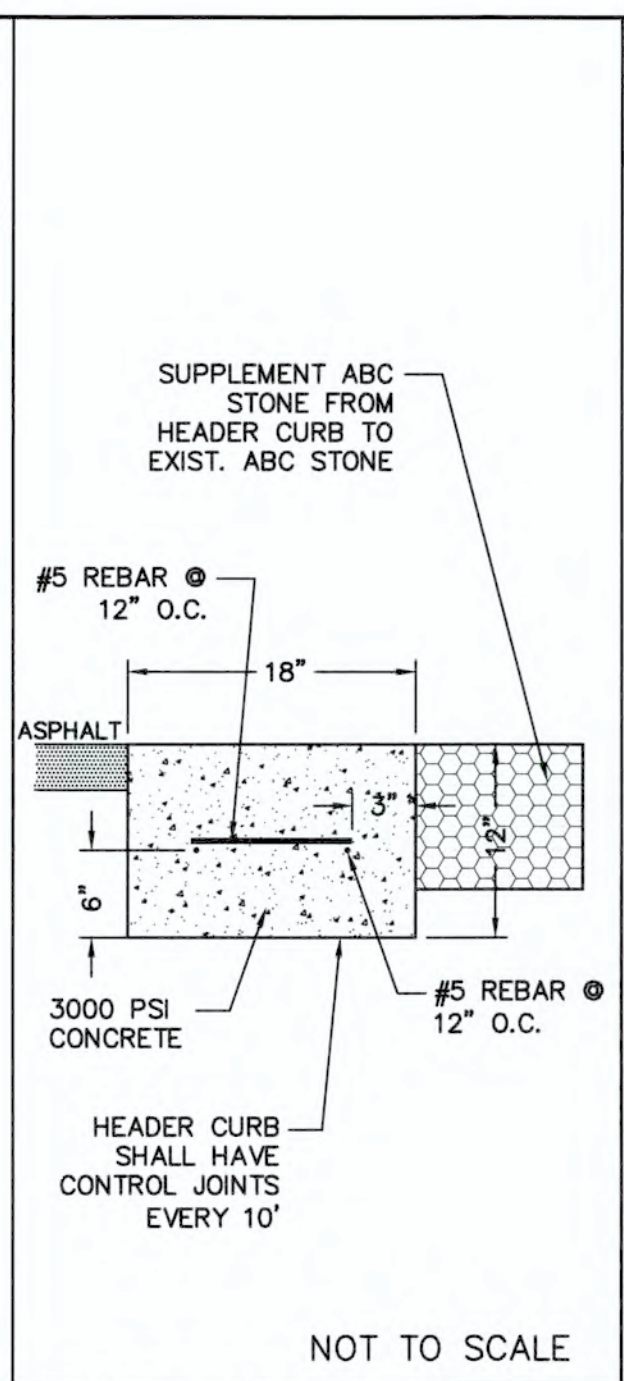 SUPPLEMENT ABC
STONE FROM
HEADER CURB TO
EXIST. ABC STONE
#5 REBAR @
12" O.C.
18"
ASPHALT
3"
12"
6"
3000 PSI
CONCRETE
#5 REBAR @
12" O.C.
HEADER CURB
SHALL HAVE
CONTROL JOINTS
EVERY 10'
NOT TO SCALE